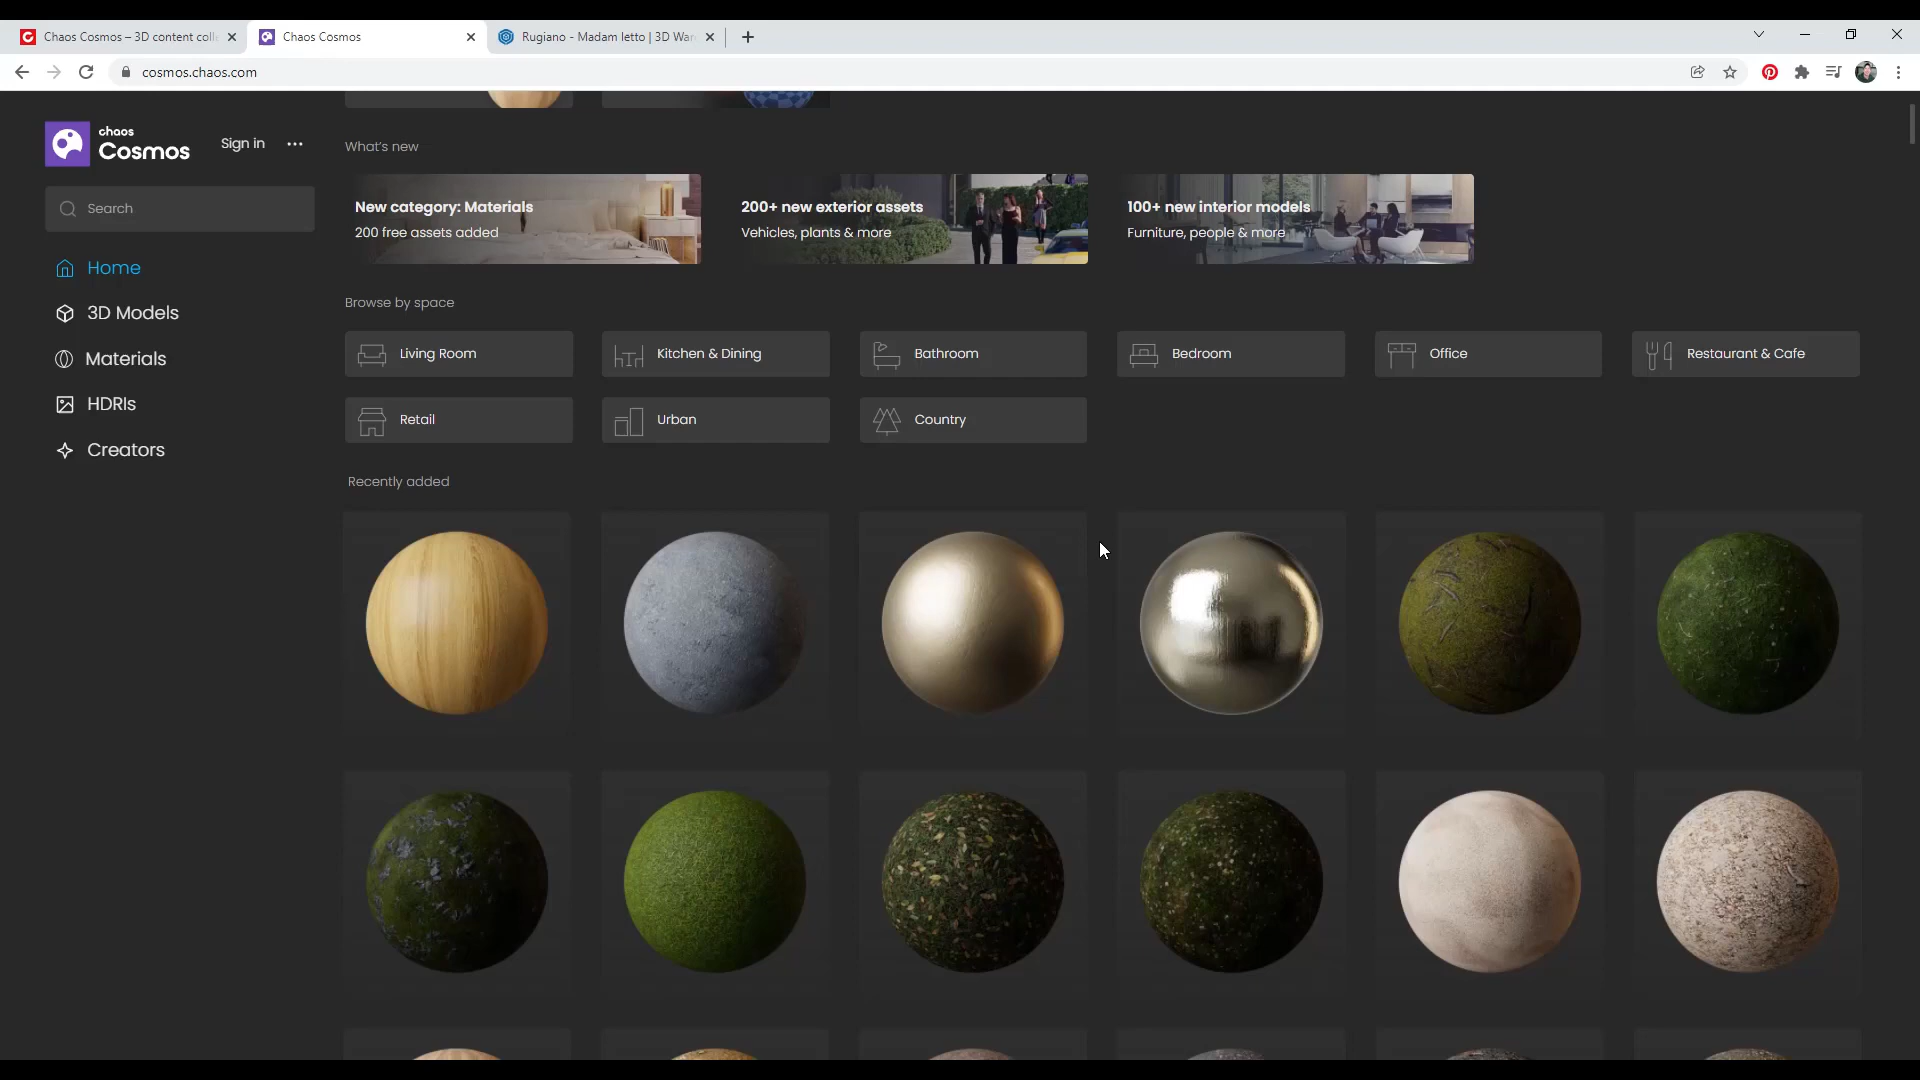 Chaos Cosmos – 3D content coll
Chaos Cosmos
Rugiano - Madam letto | 3D War
cosmos.chaos.com
chaos
Cosmos
Sign in
Search
Home
3D Models
Materials
HDRIs
Creators
What's new
New category: Materials
200 free assets added
200+ new exterior assets
Vehicles, plants & more
100+ new interior models
Furniture, people & more
Browse by space
Living Room
Kitchen & Dining
Bathroom
Bedroom
Office
Restaurant & Cafe
Retail
Urban
Country
Recently added